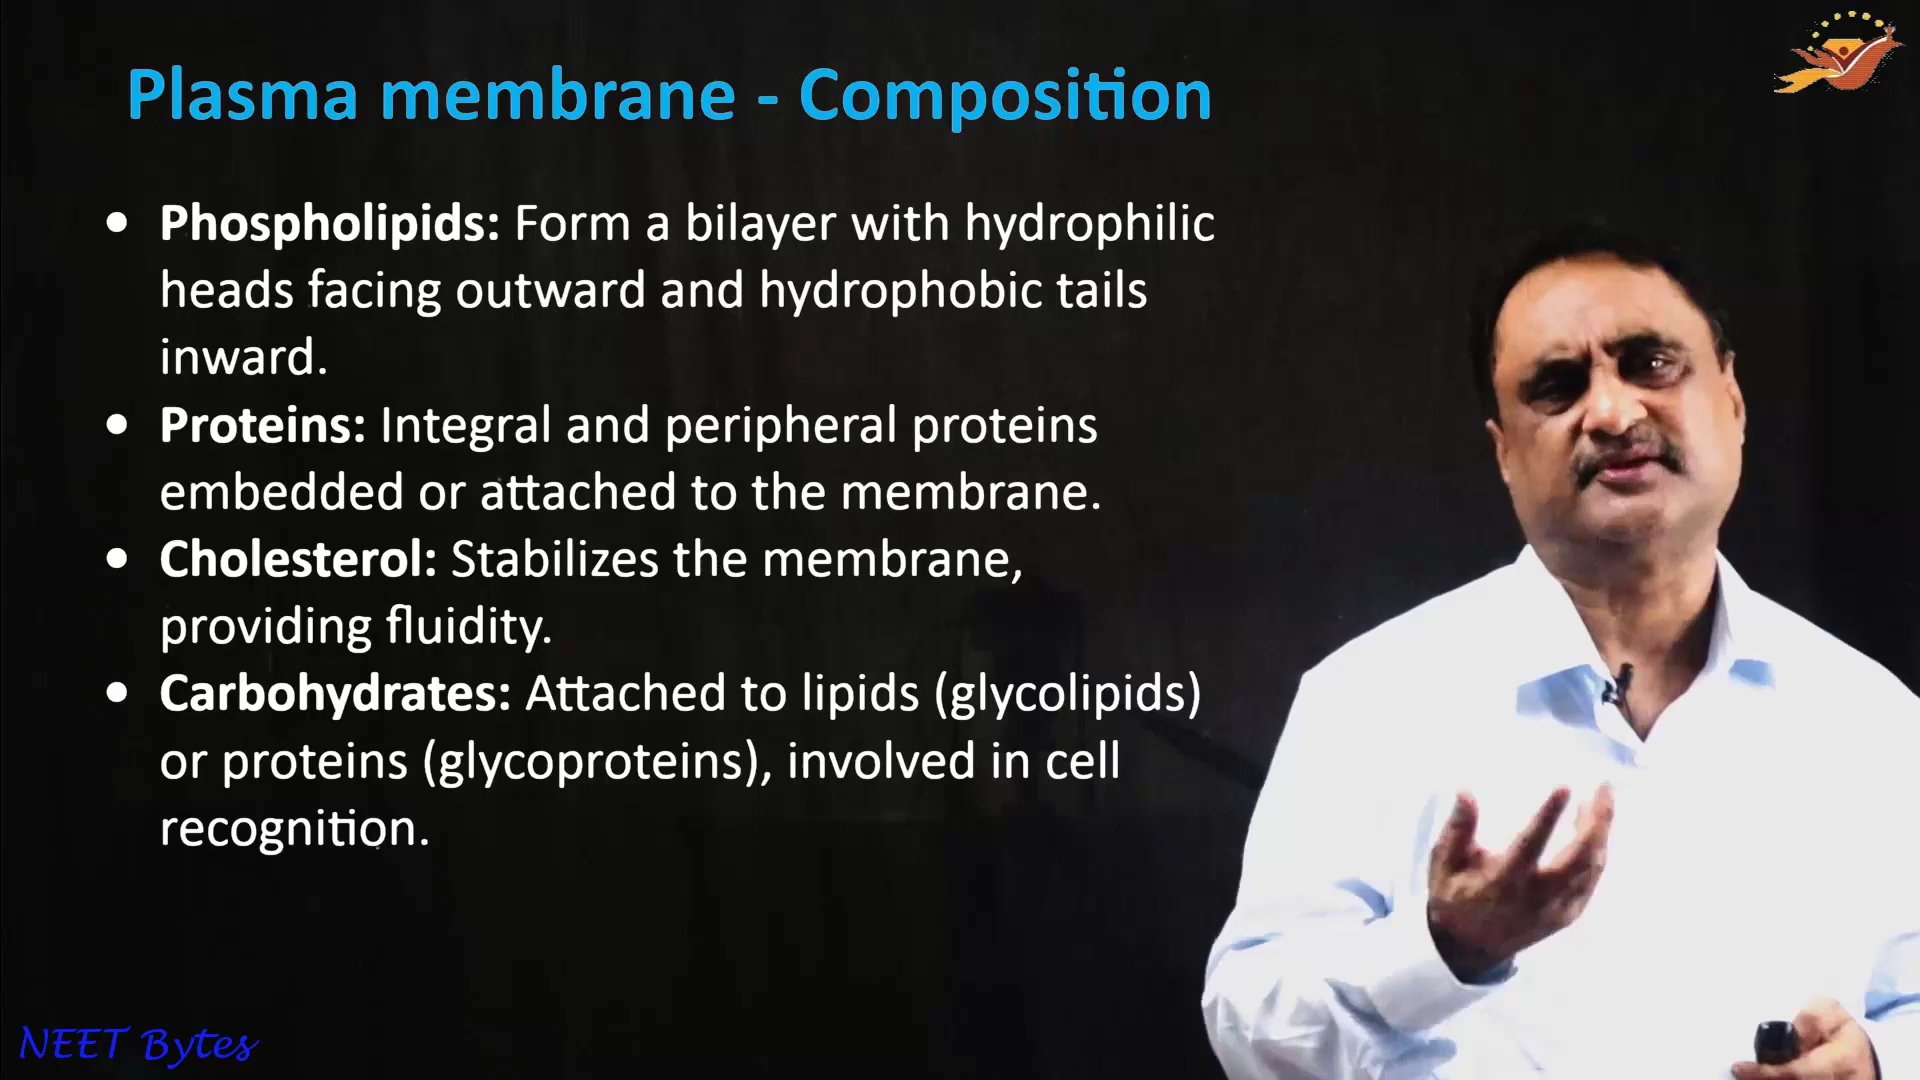 Plasma membrane - Composition
• Phospholipids: Form a bilayer with hydrophilic
heads facing outward and hydrophobic tails
inward.
• Proteins: Integral and peripheral proteins
embedded or attached to the membrane.
• Cholesterol: Stabilizes the membrane,
providing fluidity.
• Carbohydrates: Attached to lipids (glycolipids)
or proteins (glycoproteins), involved in cell
recognition.
NEET Bytes